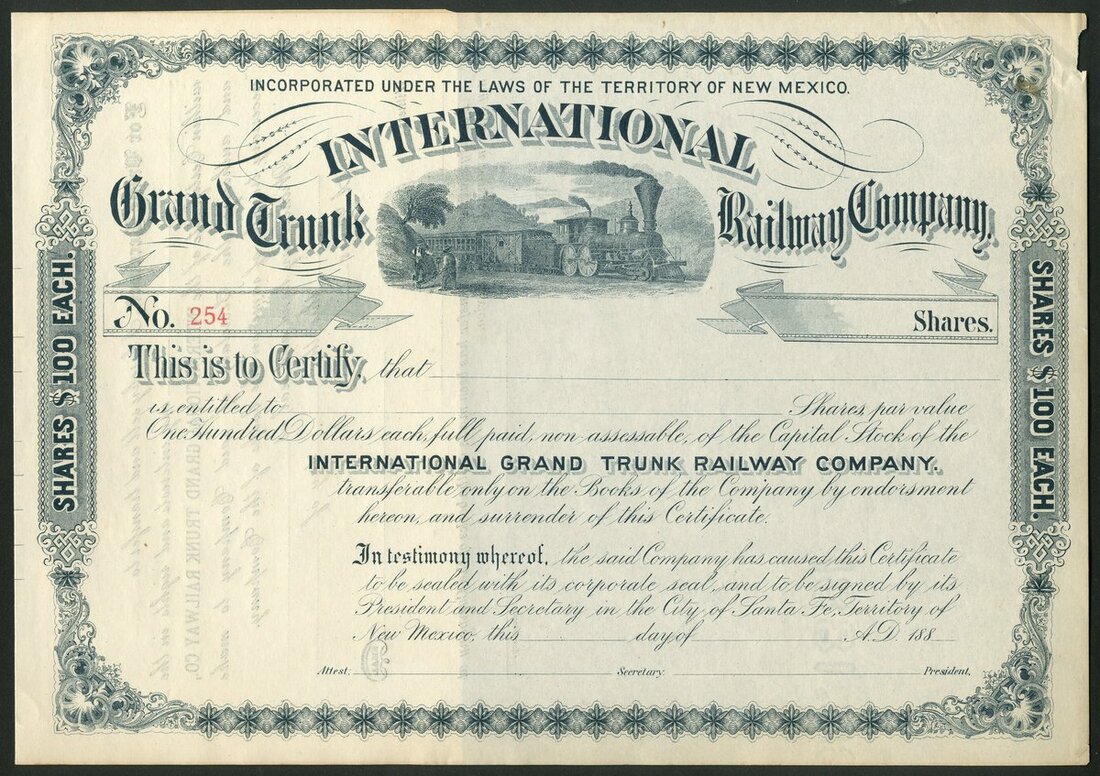 INCORPORATED UNDER THE LAWS OF THE TERRITORY OF NEW MEXICO.
INTERNATIONAL
Grand Trunk Railway Company.
No. 254
Shares.
This is to Certify, that
is entitled to Shares, par value
One Hundred Dollars each, full paid, non-assessable, of the Capital Stock of the
INTERNATIONAL GRAND TRUNK RAILWAY COMPANY.
transferable only on the Books of the Company by endorsment
hereon, and surrender of this Certificate.
In testimony whereof, the said Company has caused this Certificate
to be sealed with its corporate seal, and to be signed by its
President and Secretary in the City of Santa Fe, Territory of
New Mexico, this day of A.D. 188
Attest. Secretary. President.
SHARES $100 EACH.
SHARES $100 EACH.